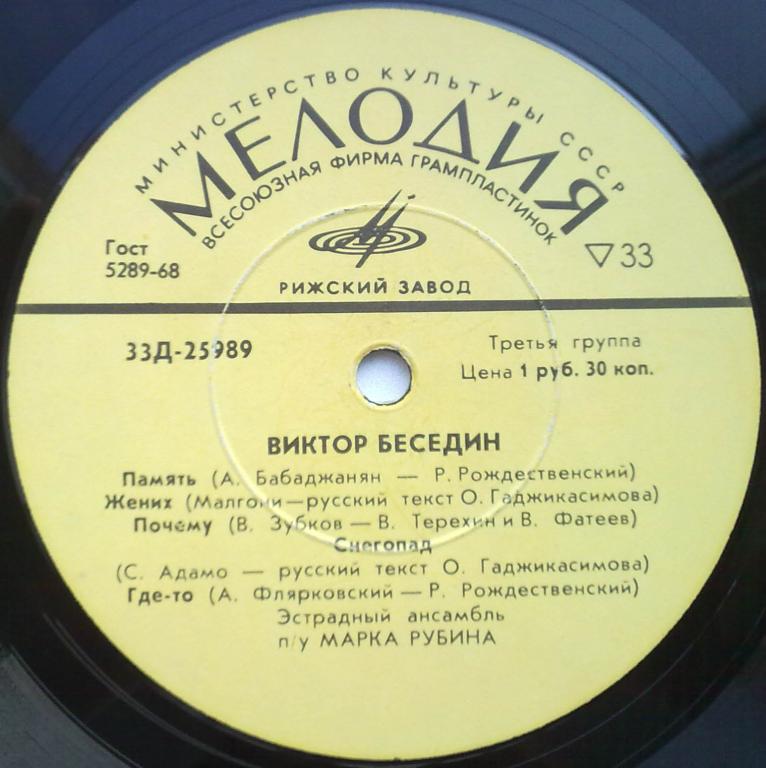 МИНИСТЕРСТВО КУЛЬТУРЫ СССР
МЕЛОДИЯ
ВСЕСОЮЗНАЯ ФИРМА ГРАМПЛАСТИНОК
Гост
5289-68
▽33
РИЖСКИЙ ЗАВОД
33Д-25989
Третья группа
Цена 1 руб. 30 коп.
ВИКТОР БЕСЕДИН
Память (А. Бабаджанян — Р. Рождественский)
Жених (Малгони—русский текст О. Гаджикасимова)
Почему (В. Зубков — В. Терехин и В. Фатеев)
Снегопад
(С. Адамо — русский текст О. Гаджикасимова)
Где-то (А. Флярковский — Р. Рождественский)
Эстрадный ансамбль
п/у МАРКА РУБИНА